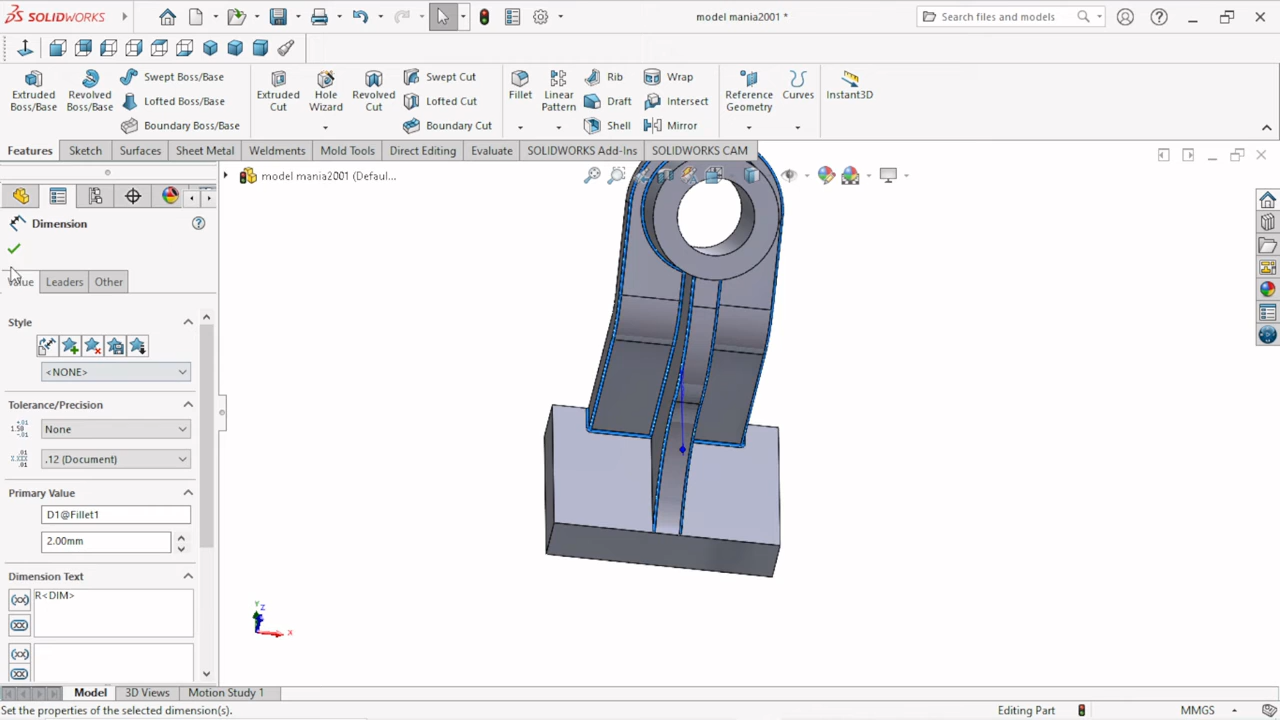 SOLIDWORKS
model mania2001 *
Search files and models
Extruded Boss/Base
Revolved Boss/Base
Swept Boss/Base
Lofted Boss/Base
Boundary Boss/Base
Extruded Cut
Hole Wizard
Revolved Cut
Swept Cut
Lofted Cut
Boundary Cut
Fillet
Linear Pattern
Rib
Draft
Shell
Wrap
Intersect
Mirror
Reference Geometry
Curves
Instant3D
Features
Sketch
Surfaces
Sheet Metal
Weldments
Mold Tools
Direct Editing
Evaluate
SOLIDWORKS Add-Ins
SOLIDWORKS CAM
model mania2001 (Defaul...
Dimension
Value
Leaders
Other
Style
<NONE>
Tolerance/Precision
None
.12 (Document)
Primary Value
D1@Fillet1
2.00mm
Dimension Text
R<DIM>
Y
Z
X
Model
3D Views
Motion Study 1
Set the properties of the selected dimension(s).
Editing Part
MMGS